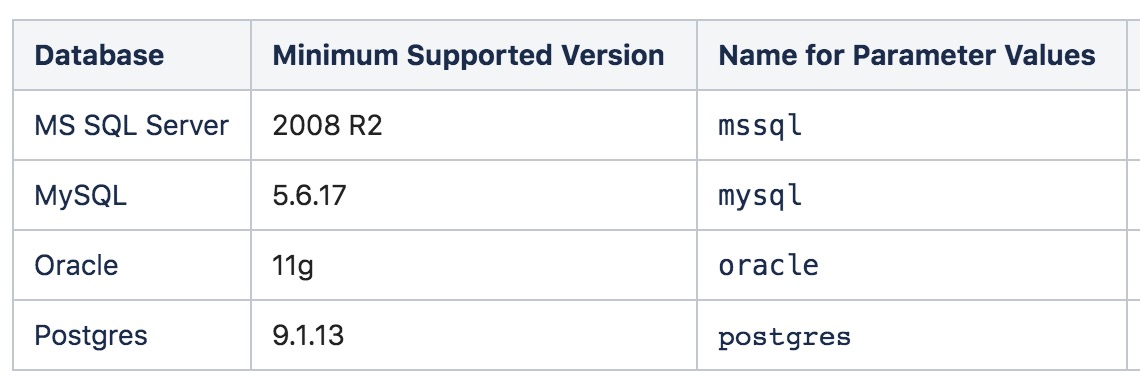 Database Minimum Supported Version Name for Parameter Values
MS SQL Server 2008 R2 mssql
MySQL 5.6.17 mysql
Oracle 11g oracle
Postgres 9.1.13 postgres